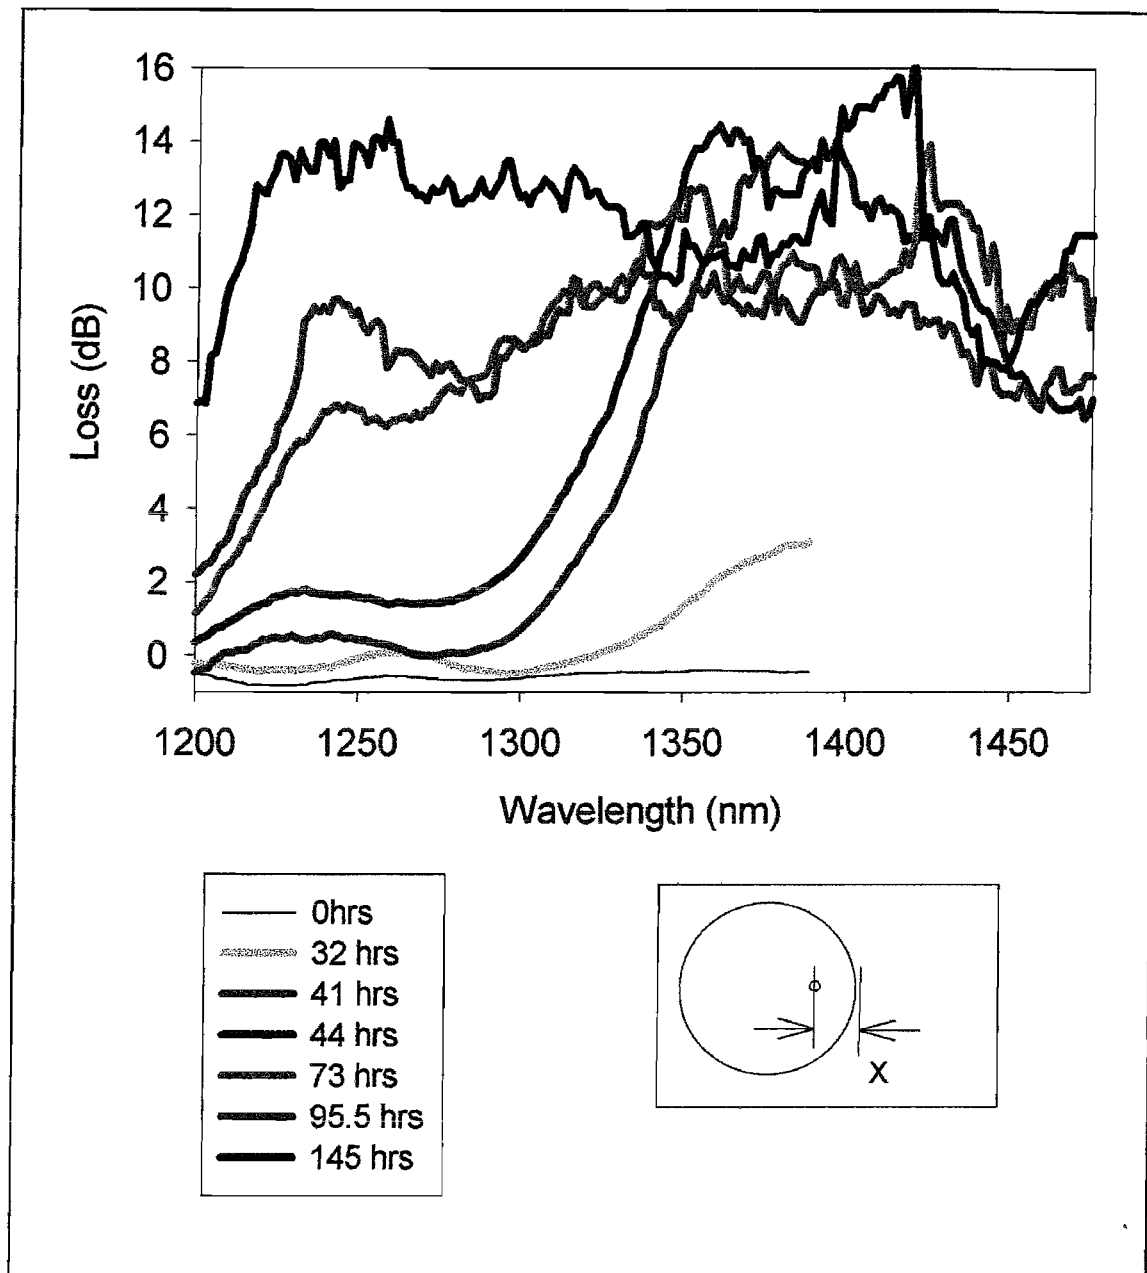 16
14
12
10
8
6
4
2
0
Loss (dB)
1200 1250 1300 1350 1400 1450
Wavelength (nm)
0hrs
32 hrs
41 hrs
44 hrs
73 hrs
95.5 hrs
145 hrs
X